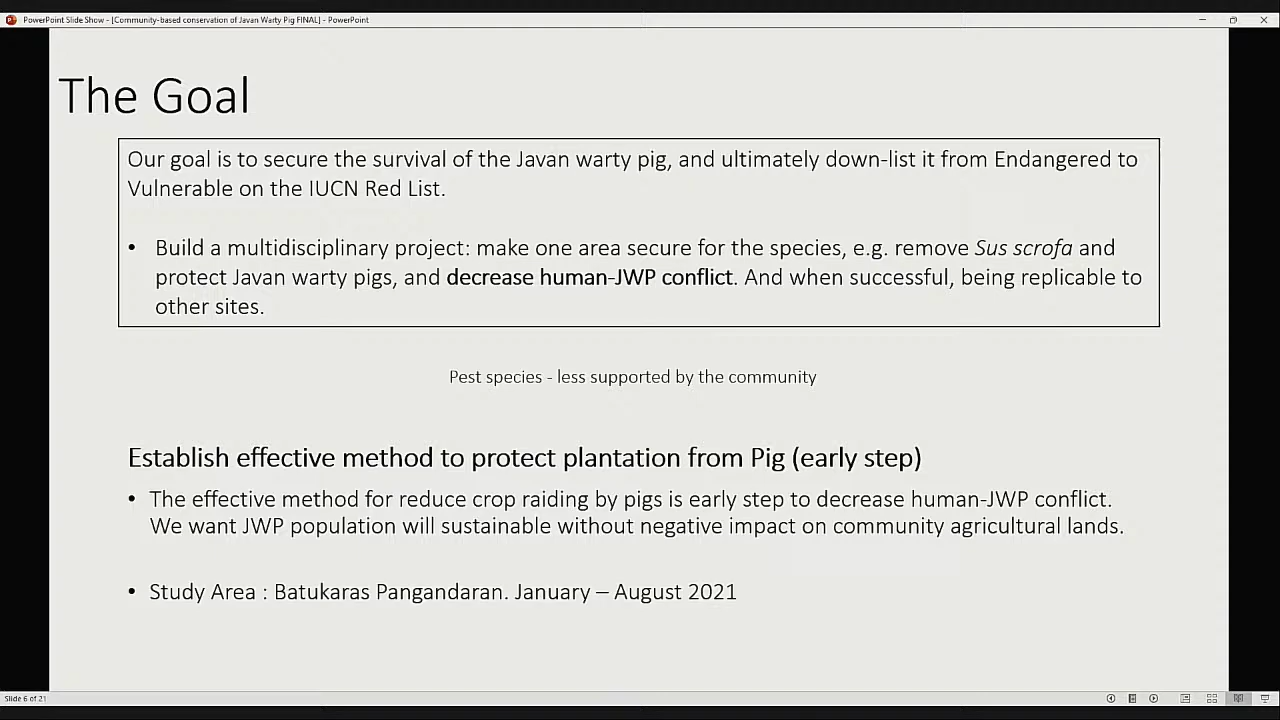 PowerPoint Slide Show - [Community-based conservation of Javan Warty Pig FINAL] - PowerPoint
The Goal
Our goal is to secure the survival of the Javan warty pig, and ultimately down-list it from Endangered to
Vulnerable on the IUCN Red List.
• Build a multidisciplinary project: make one area secure for the species, e.g. remove Sus scrofa and
protect Javan warty pigs, and decrease human-JWP conflict. And when successful, being replicable to
other sites.
Pest species - less supported by the community
Establish effective method to protect plantation from Pig (early step)
• The effective method for reduce crop raiding by pigs is early step to decrease human-JWP conflict.
We want JWP population will sustainable without negative impact on community agricultural lands.
• Study Area : Batukaras Pangandaran. January – August 2021
Slide 6 of 21